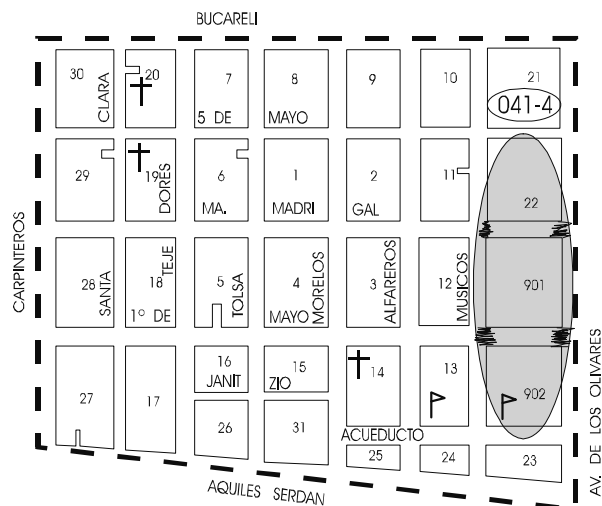 BUCARELI
30
CLARA
20
7
8
9
10
21
041-4
5 DE
MAYO
29
19
DORES
6
1
2
11
22
MA.
MADRI
GAL
CARPINTEROS
28
SANTA
18
TEJE
5
TOLSA
4
MORELOS
3
ALFAREROS
12
MUSICOS
901
1º DE
MAYO
16
15
14
13
JANIT
ZIO
27
17
902
26
31
ACUEDUCTO
25
24
23
AQUILES SERDAN
AV. DE LOS OLIVARES